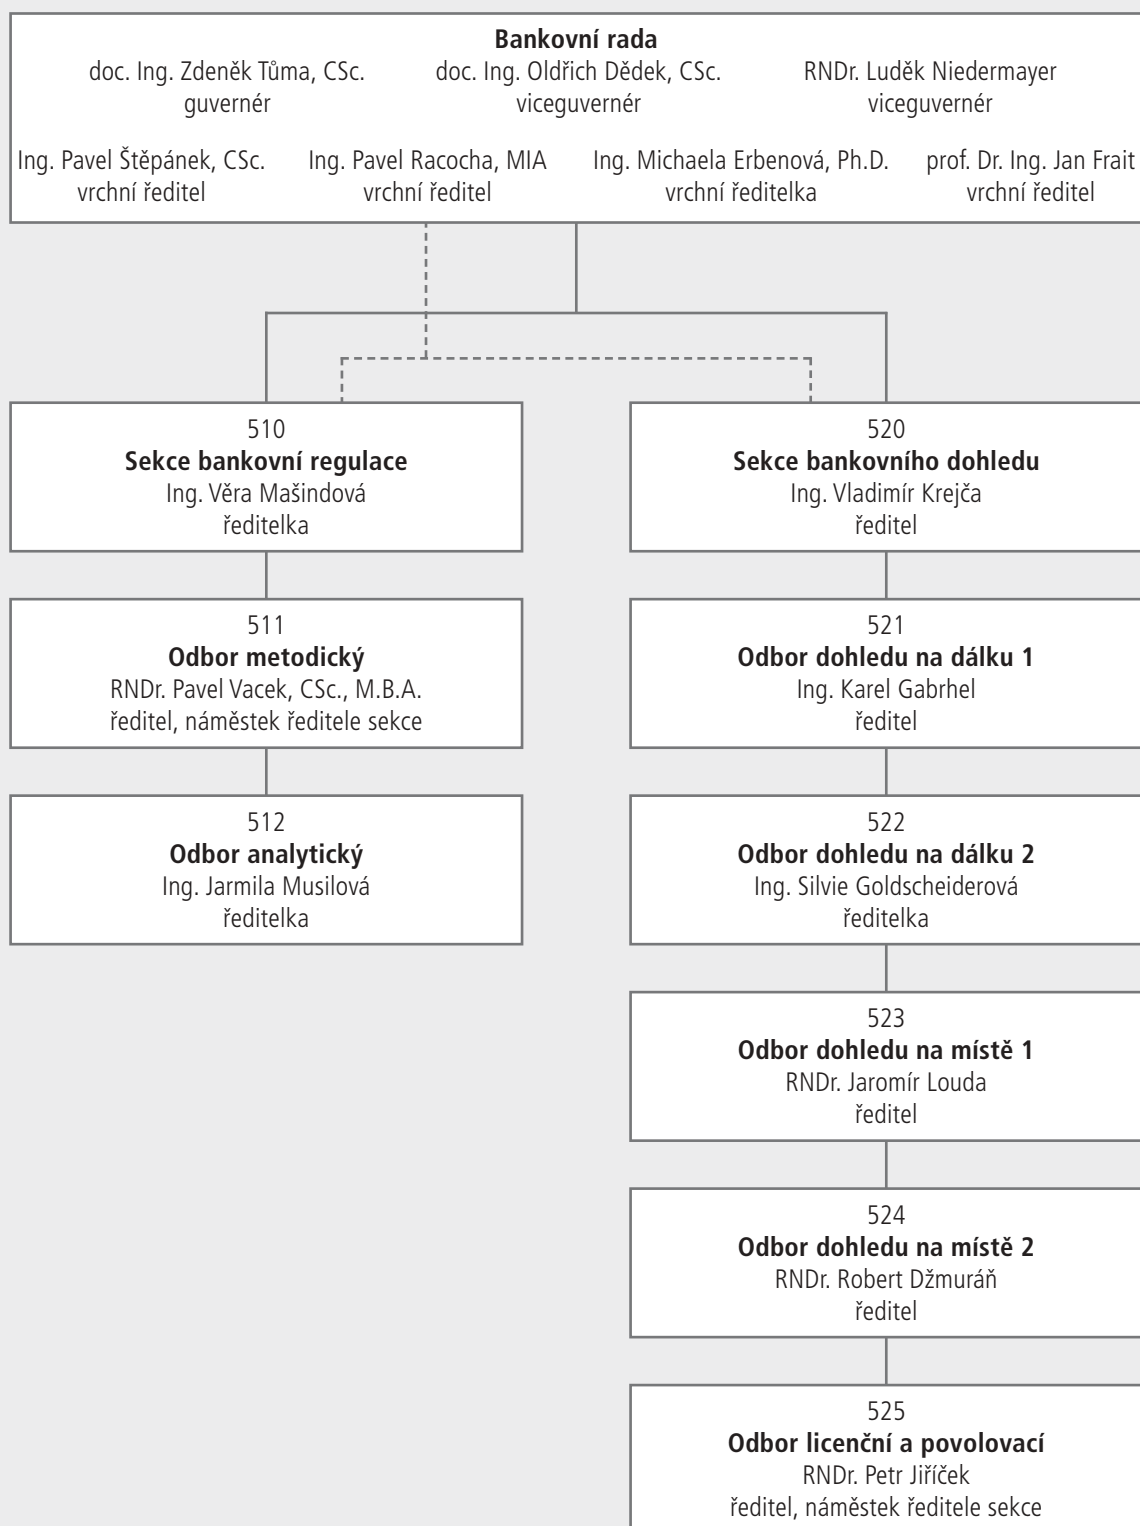 Bankovní rada
doc. Ing. Zdeněk Tůma, CSc.
guvernér
doc. Ing. Oldřich Dědek, CSc.
viceguvernér
RNDr. Luděk Niedermayer
viceguvernér
Ing. Pavel Štěpánek, CSc.
vrchní ředitel
Ing. Pavel Racocha, MIA
vrchní ředitel
Ing. Michaela Erbenová, Ph.D.
vrchní ředitelka
prof. Dr. Ing. Jan Frait
vrchní ředitel
510
Sekce bankovní regulace
Ing. Věra Mašindová
ředitelka
511
Odbor metodický
RNDr. Pavel Vacek, CSc., M.B.A.
ředitel, náměstek ředitele sekce
512
Odbor analytický
Ing. Jarmila Musilová
ředitelka
520
Sekce bankovního dohledu
Ing. Vladimír Krejča
ředitel
521
Odbor dohledu na dálku 1
Ing. Karel Gabrhel
ředitel
522
Odbor dohledu na dálku 2
Ing. Silvie Goldscheiderová
ředitelka
523
Odbor dohledu na místě 1
RNDr. Jaromír Louda
ředitel
524
Odbor dohledu na místě 2
RNDr. Robert Džmuráň
ředitel
525
Odbor licenční a povolovací
RNDr. Petr Jiříček
ředitel, náměstek ředitele sekce